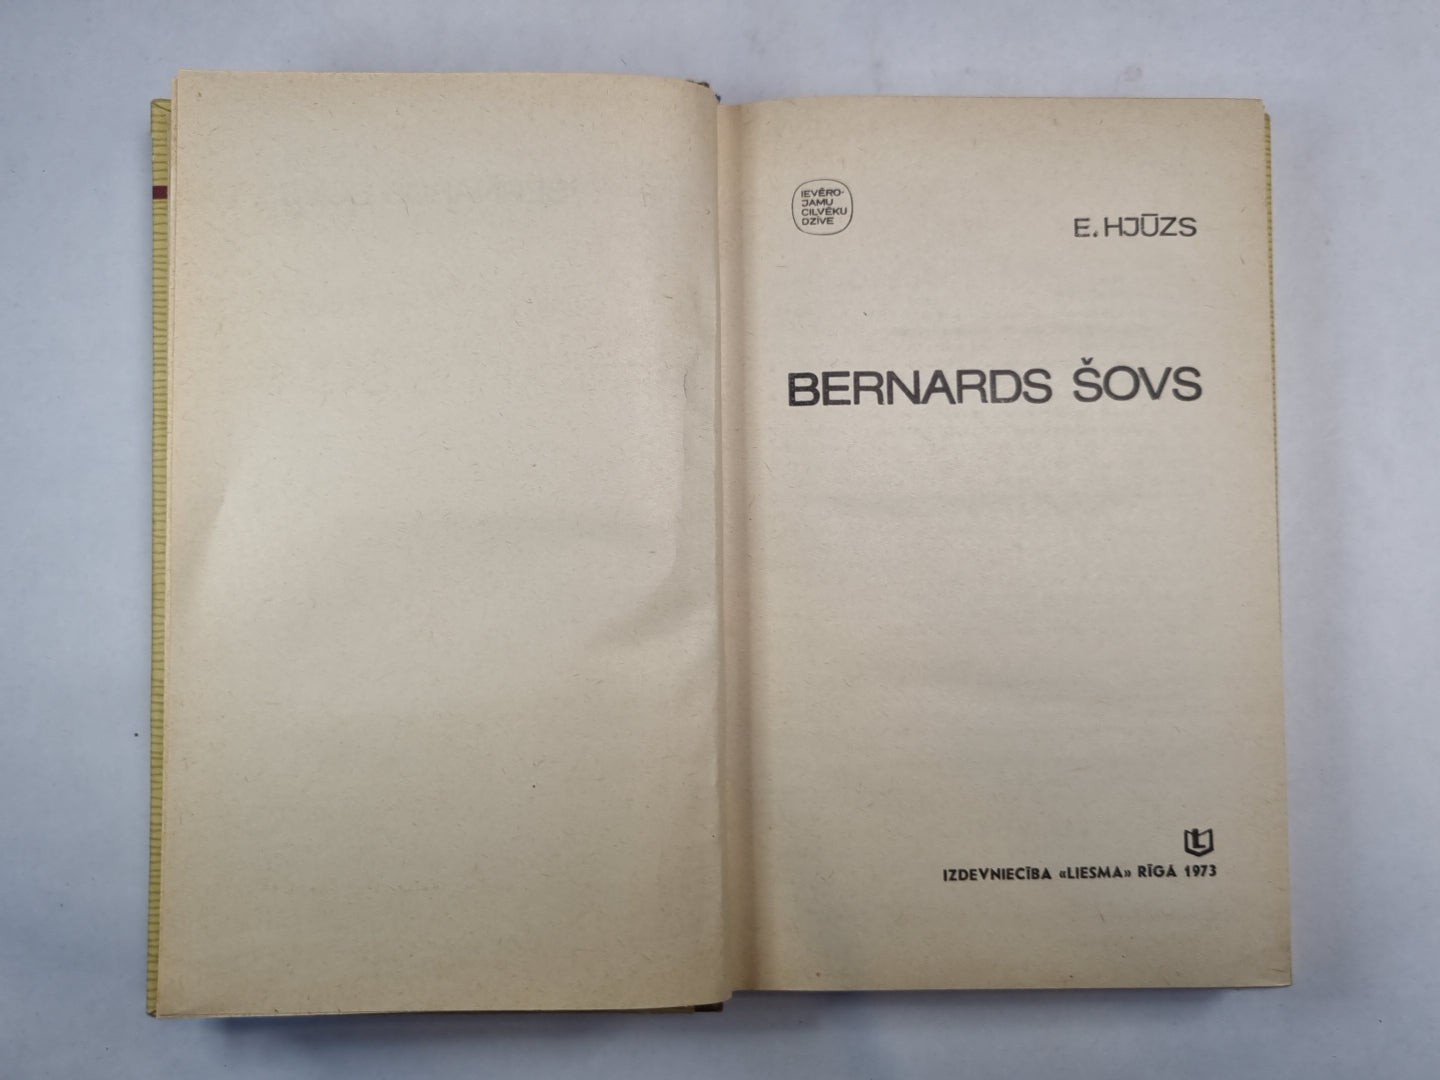 IEVĒRO-
JAMU
CILVĒKU
DZĪVE
E. HJŪZS
BERNARDS ŠOVS
L
IZDEVNIECĪBA «LIESMA» RĪGĀ 1973